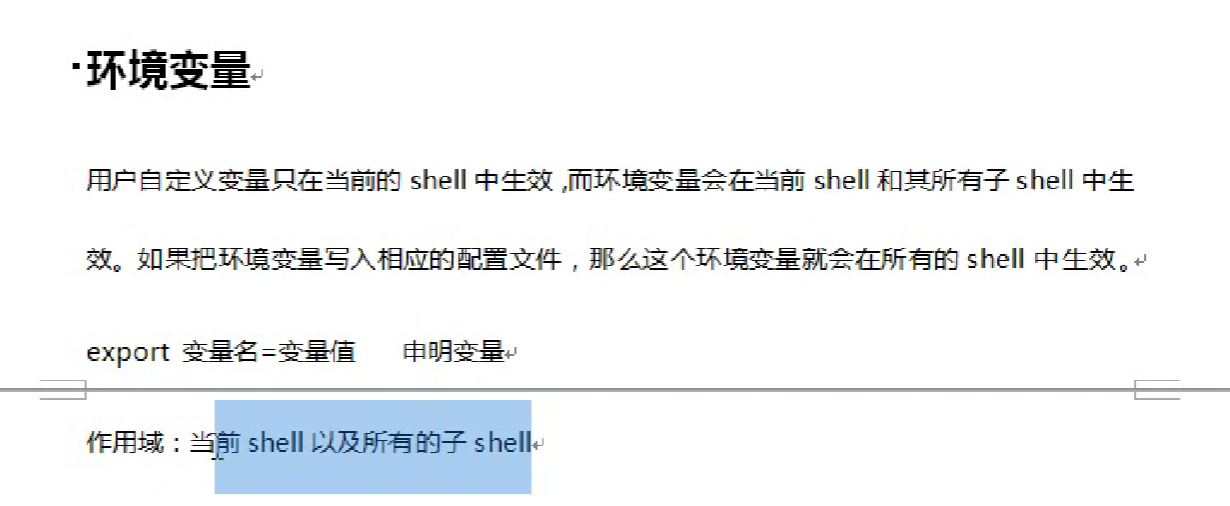 ·环境变量
用户自定义变量只在当前的 shell 中生效 ,而环境变量会在当前 shell 和其所有子 shell 中生
效。如果把环境变量写入相应的配置文件，那么这个环境变量就会在所有的 shell 中生效。
export 变量名=变量值 申明变量
作用域：当前 shell 以及所有的子 shell